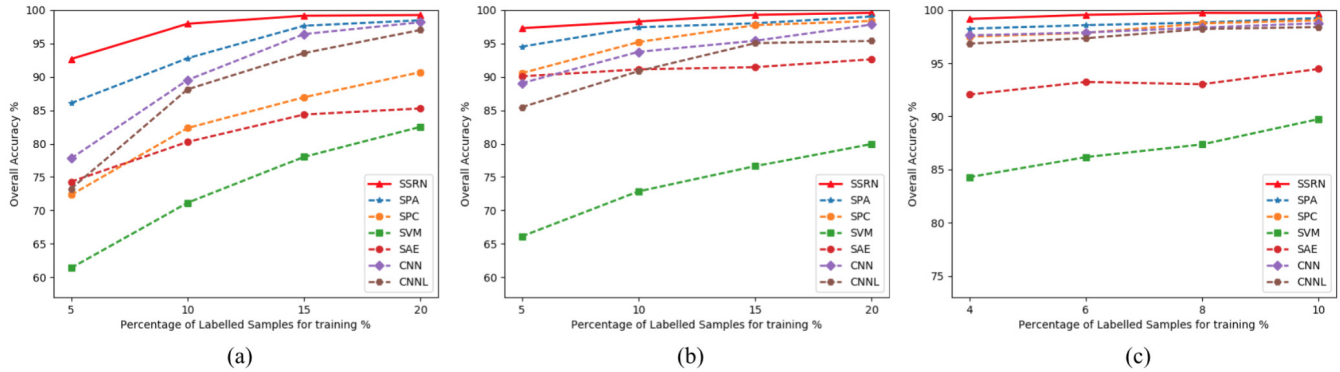 100
95
90
85
80
75
70
65
60
Overall Accuracy %
5 10 15 20
Percentage of Labelled Samples for training %
SSRN
SPA
SPC
SVM
SAE
CNN
CNNL
(a)
100
95
90
85
80
75
70
65
60
Overall Accuracy %
5 10 15 20
Percentage of Labelled Samples for training %
SSRN
SPA
SPC
SVM
SAE
CNN
CNNL
(b)
100
95
90
85
80
75
Overall Accuracy %
4 6 8 10
Percentage of Labelled Samples for training %
SSRN
SPA
SPC
SVM
SAE
CNN
CNNL
(c)